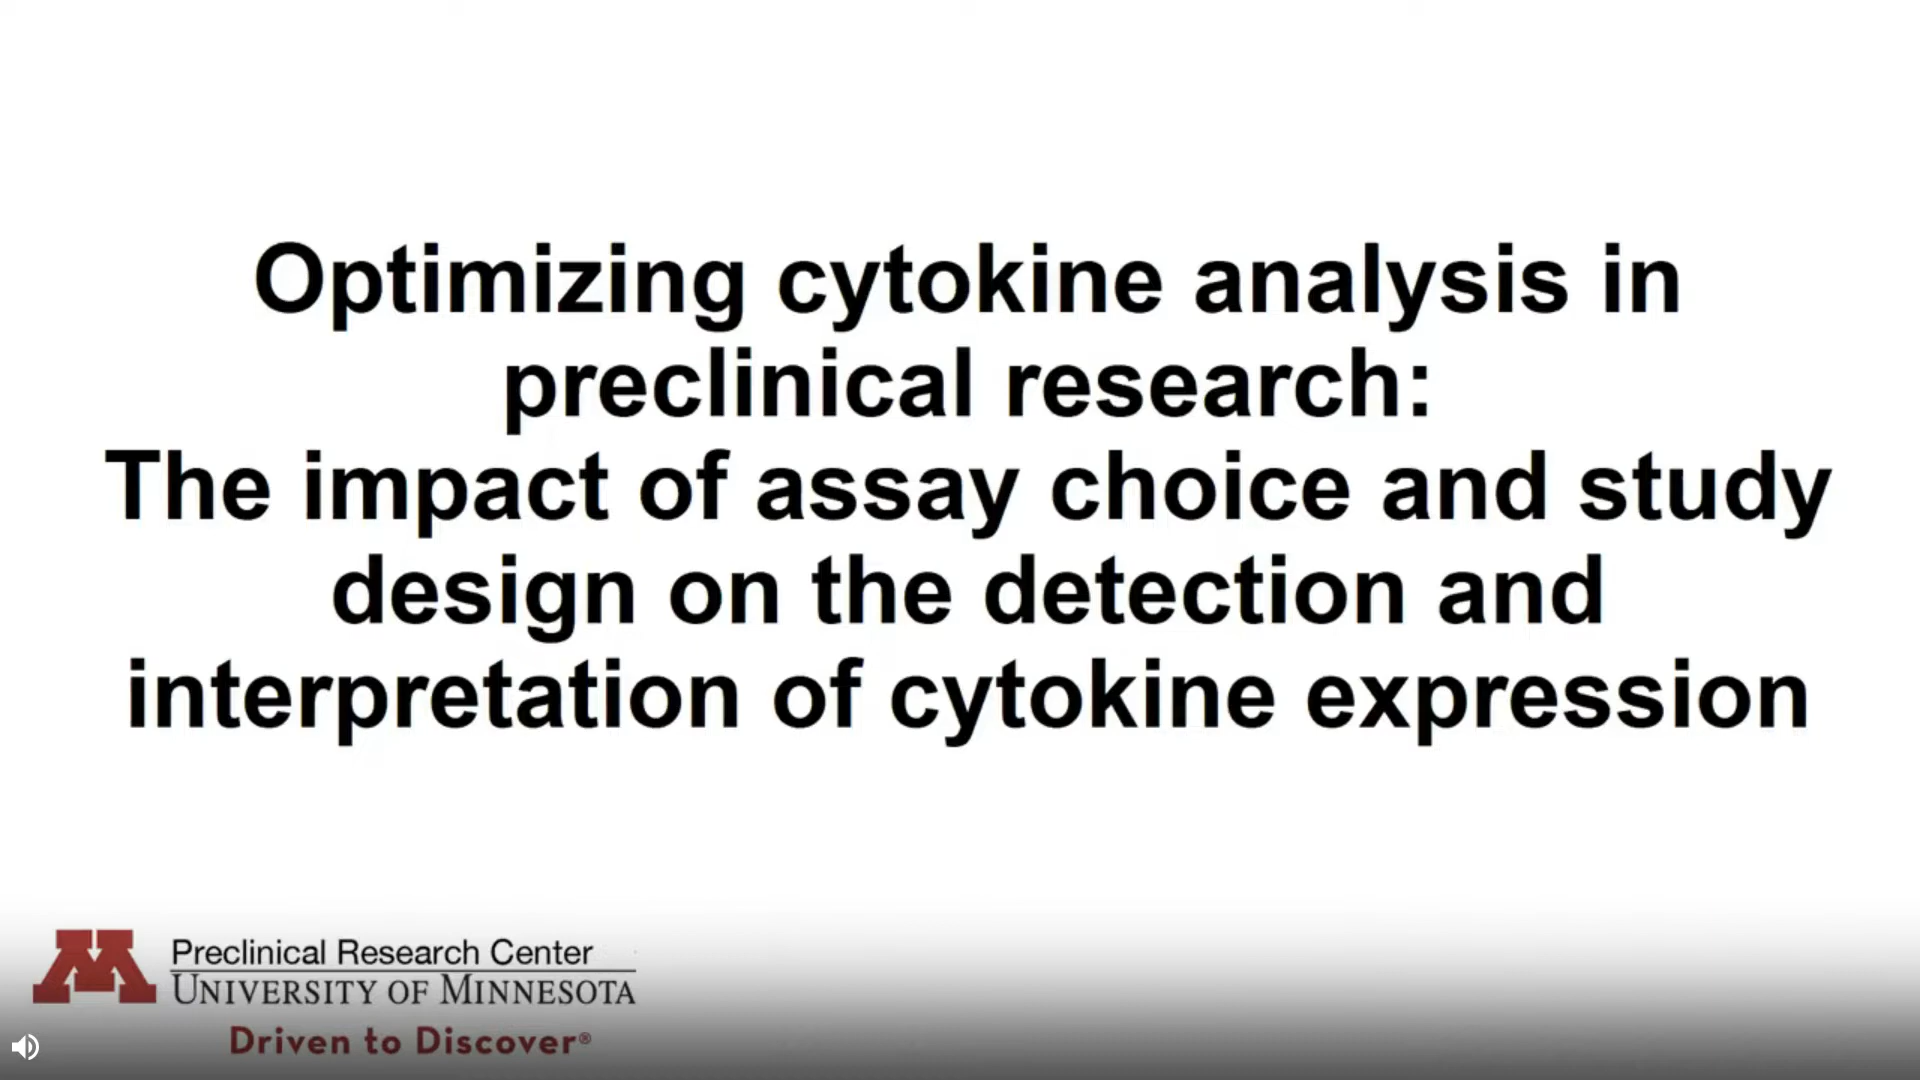 Optimizing cytokine analysis in
preclinical research:
The impact of assay choice and study
design on the detection and
interpretation of cytokine expression
Preclinical Research Center
UNIVERSITY OF MINNESOTA
Driven to Discover®